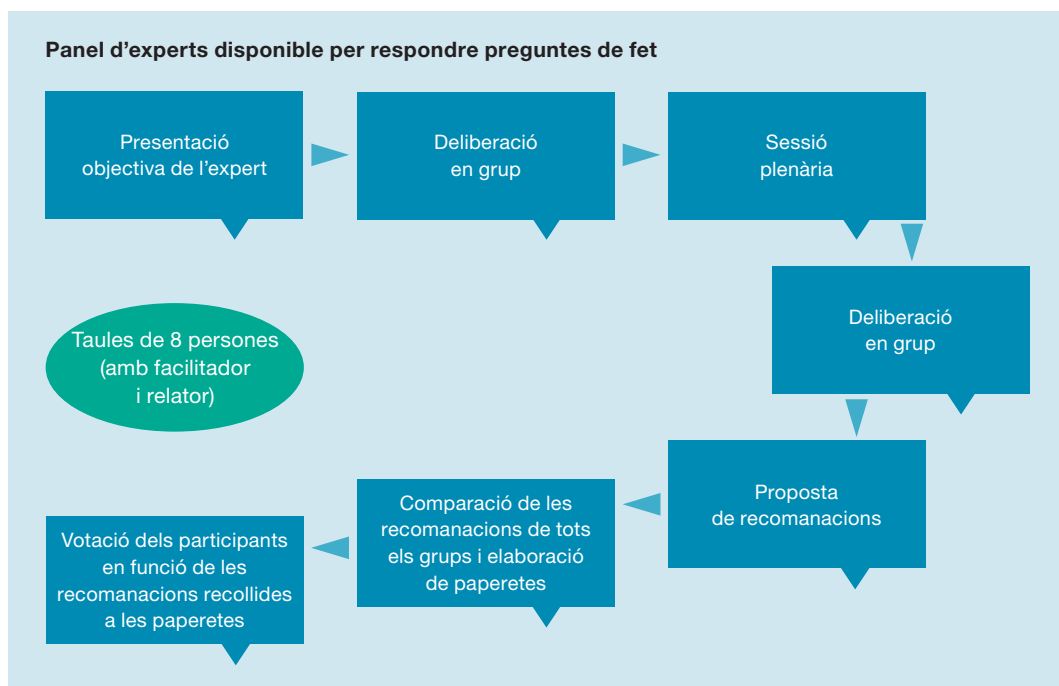 Panel d’experts disponible per respondre preguntes de fet
Presentació
objectiva de l’expert
Deliberació
en grup
Sessió
plenària
Deliberació
en grup
Taules de 8 persones
(amb facilitador
i relator)
Proposta
de recomanacions
Comparació de les
recomanacions de tots
els grups i elaboració
de paperetes
Votació dels participants
en funció de les
recomanacions recollides
a les paperetes